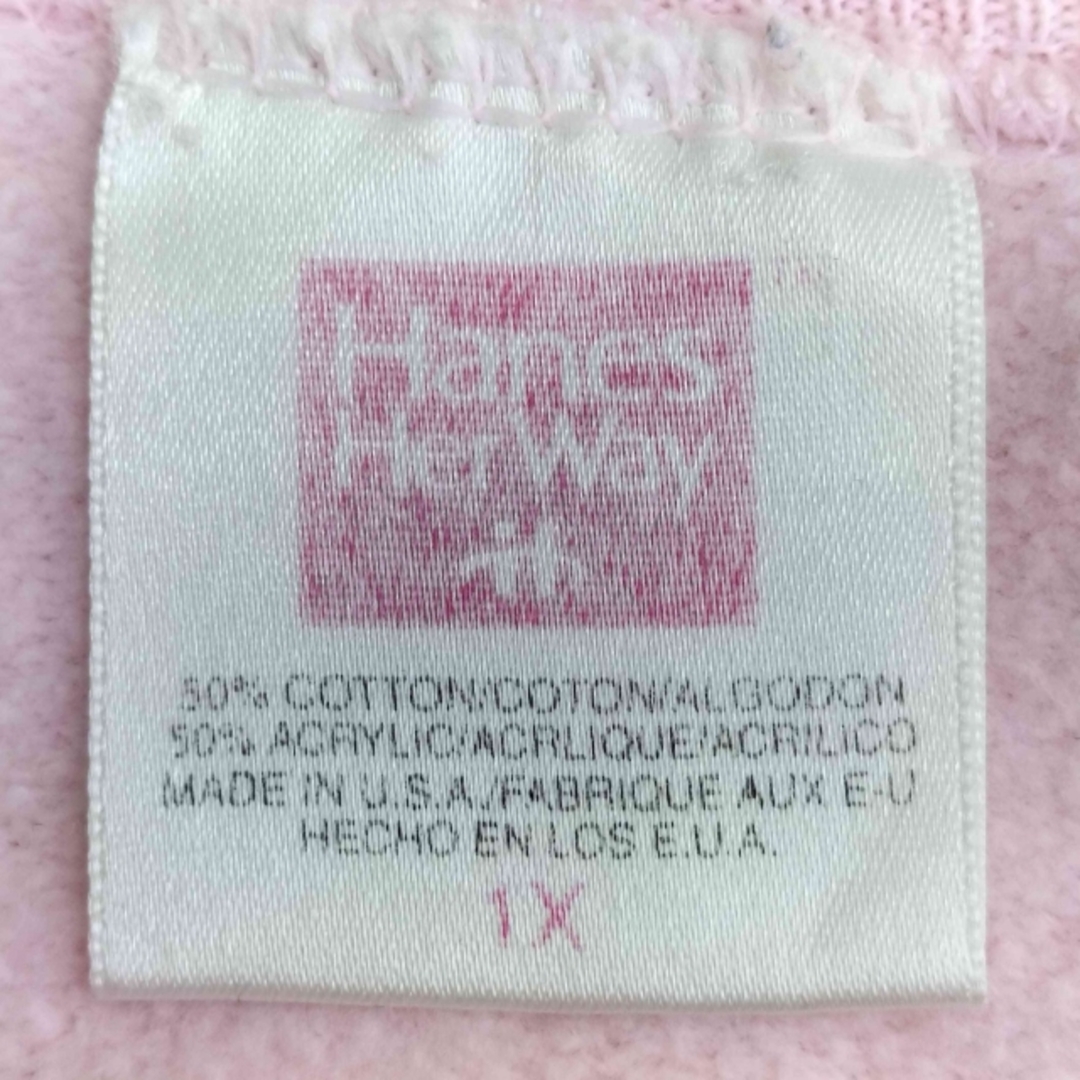 Hanes
Her Way
50% COTTON/COTON/ALGODON
50% ACRYLIC/ACRLIQUE/ACRILICO
MADE IN U.S.A./FABRIQUE AUX E-U
HECHO EN LOS E.U.A.
1X